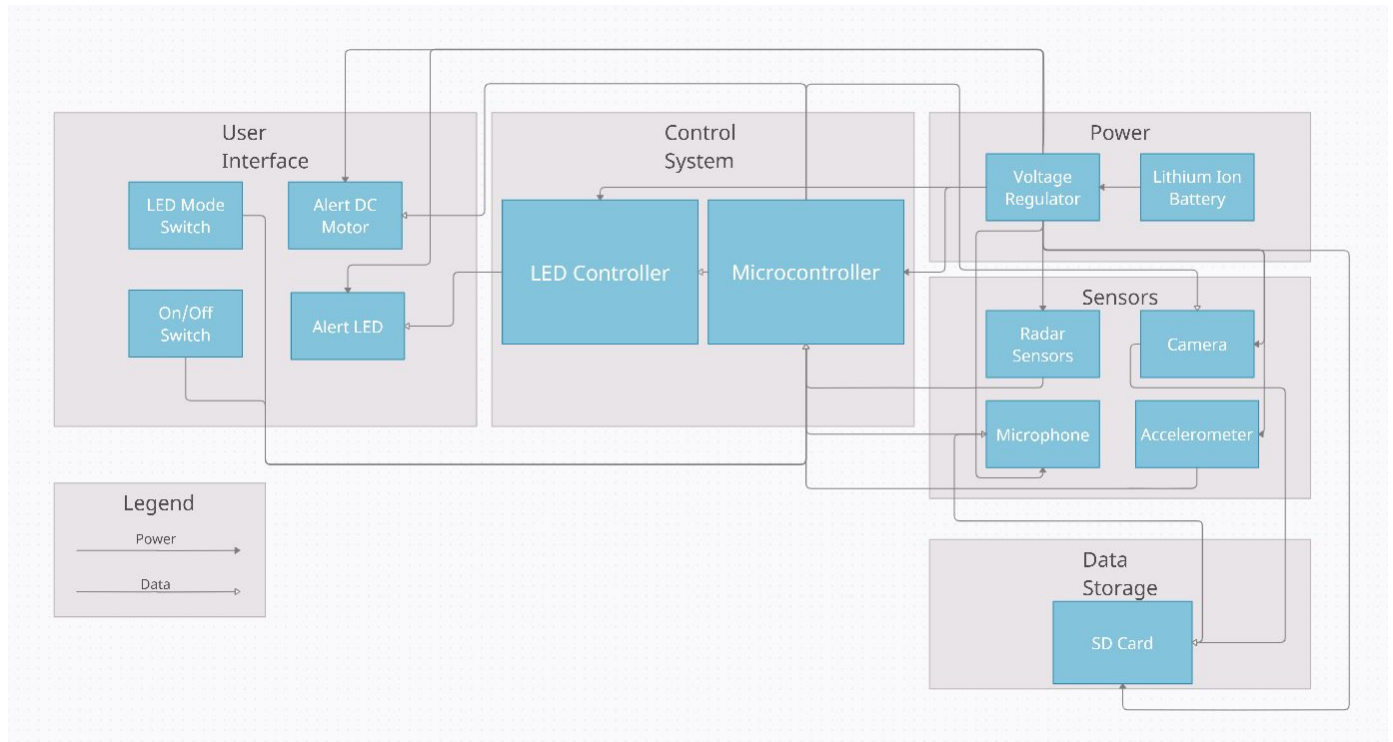 User
Interface
LED Mode
Switch
Alert DC
Motor
On/Off
Switch
Alert LED
Control
System
LED Controller
Microcontroller
Power
Voltage
Regulator
Lithium Ion
Battery
Sensors
Radar
Sensors
Camera
Microphone
Accelerometer
Legend
Power
Data
Data
Storage
SD Card